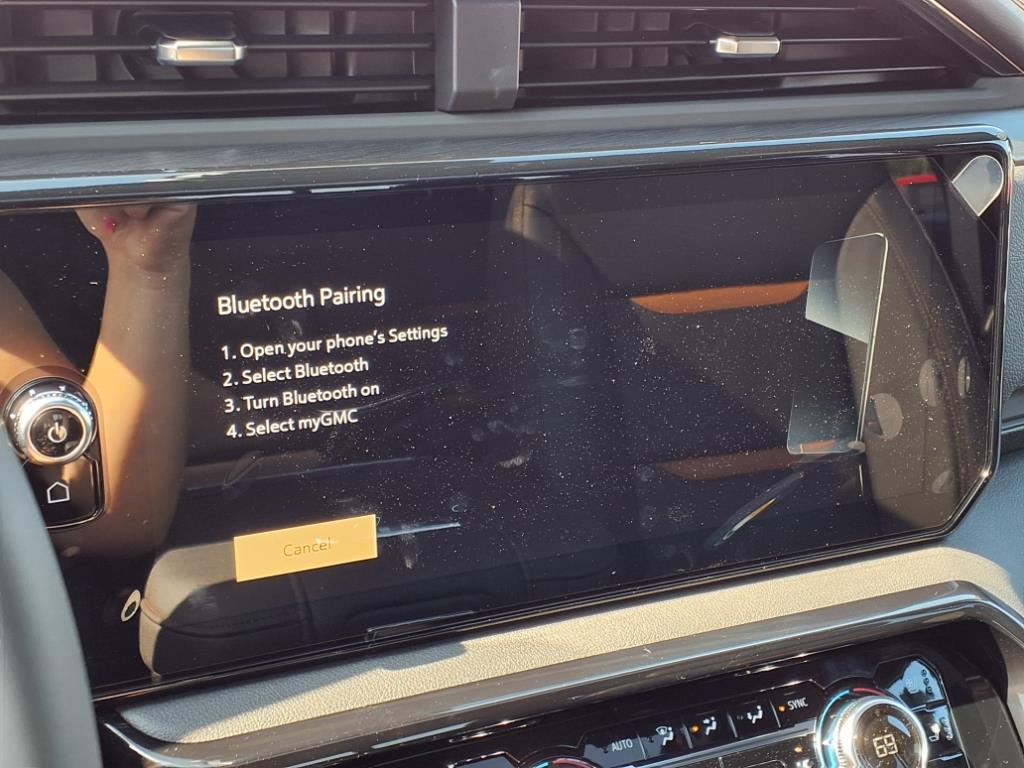 Bluetooth Pairing
1. Open your phone's Settings
2. Select Bluetooth
3. Turn Bluetooth on
4. Select myGMC
Cancel
AUTO
SYNC
69